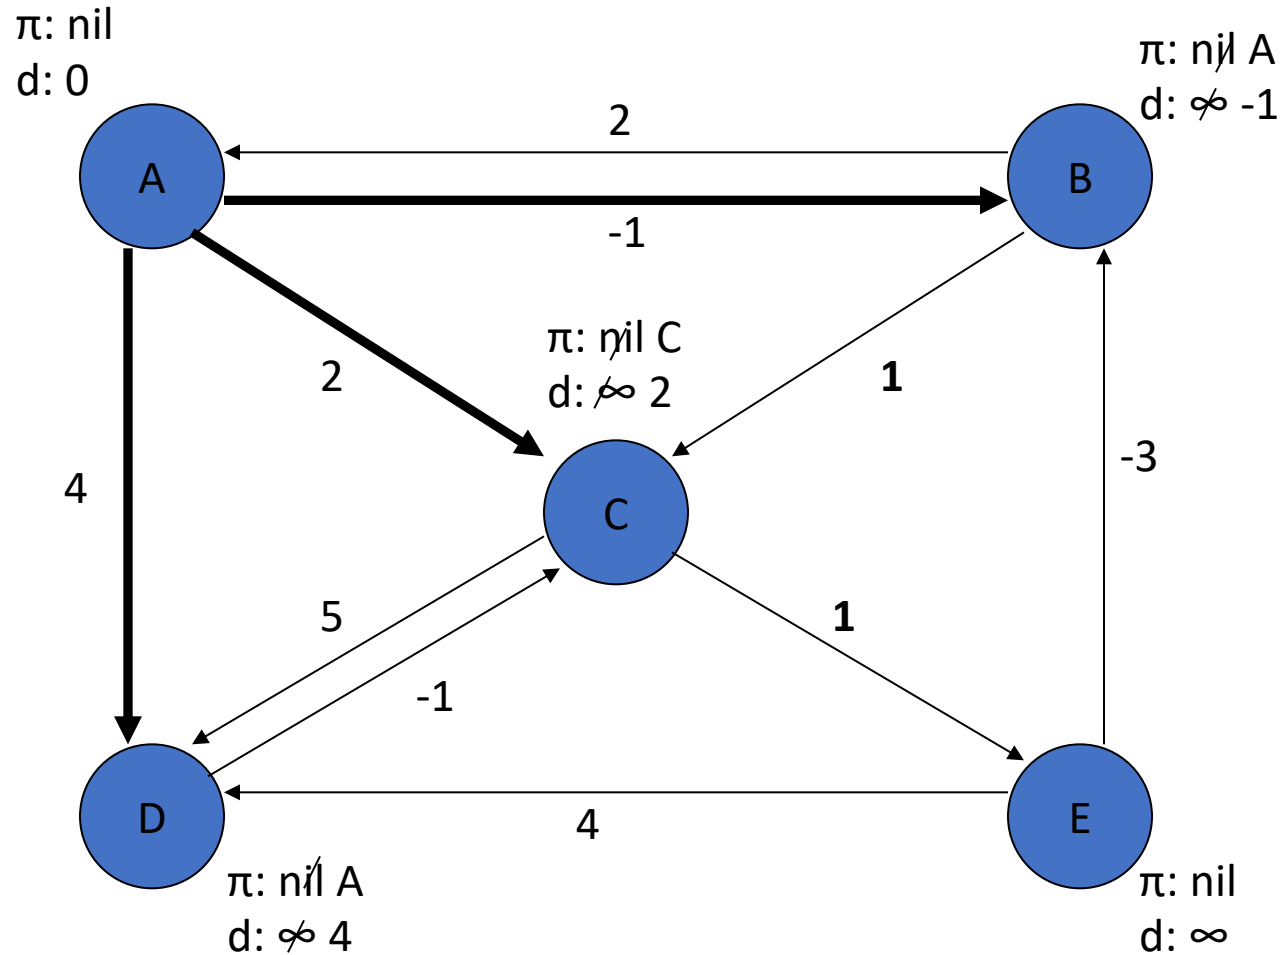 π: nil
d: 0
π: nil A
d: ∞ -1
2
A
B
-1
π: nil C
d: ∞ 2
2
1
-3
4
C
5
1
-1
D
E
4
π: nil A
d: ∞ 4
π: nil
d: ∞